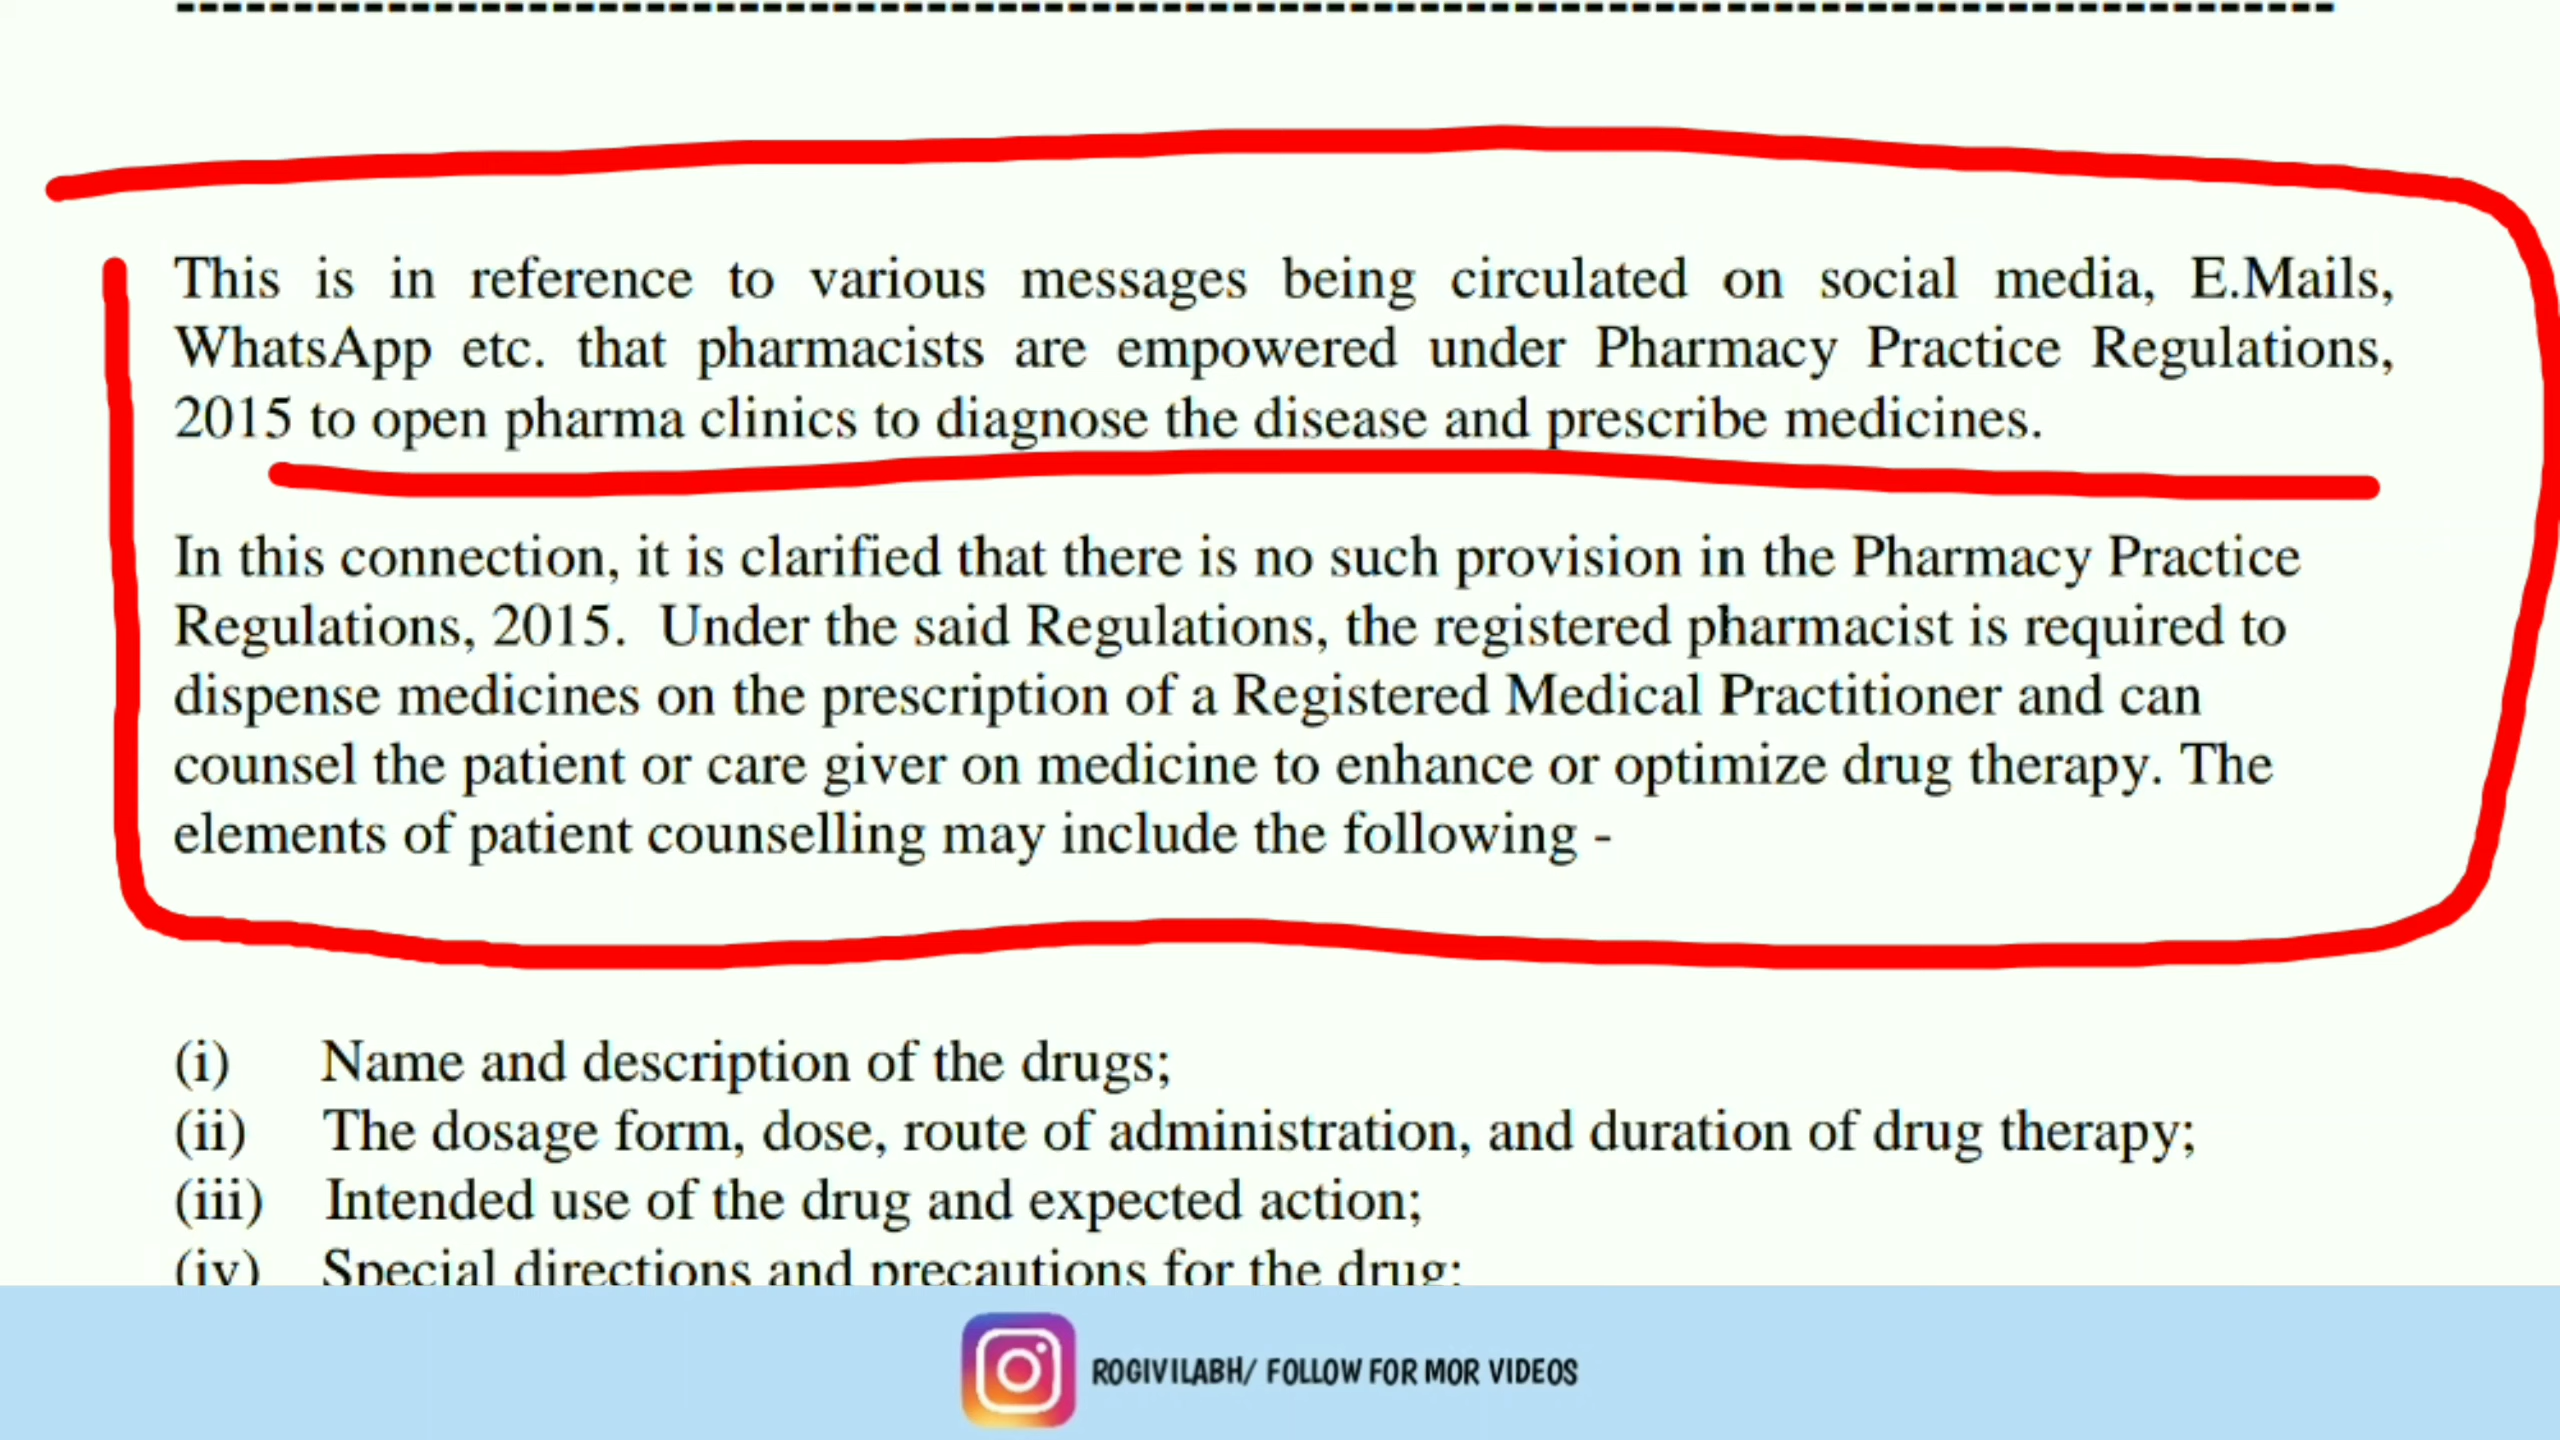 This is in reference to various messages being circulated on social media, E.Mails,
WhatsApp etc. that pharmacists are empowered under Pharmacy Practice Regulations,
2015 to open pharma clinics to diagnose the disease and prescribe medicines.
In this connection, it is clarified that there is no such provision in the Pharmacy Practice
Regulations, 2015. Under the said Regulations, the registered pharmacist is required to
dispense medicines on the prescription of a Registered Medical Practitioner and can
counsel the patient or care giver on medicine to enhance or optimize drug therapy. The
elements of patient counselling may include the following -
(i) Name and description of the drugs;
(ii) The dosage form, dose, route of administration, and duration of drug therapy;
(iii) Intended use of the drug and expected action;
(iv) Special directions and precautions for the drug;
ROGIVILABH/ FOLLOW FOR MOR VIDEOS